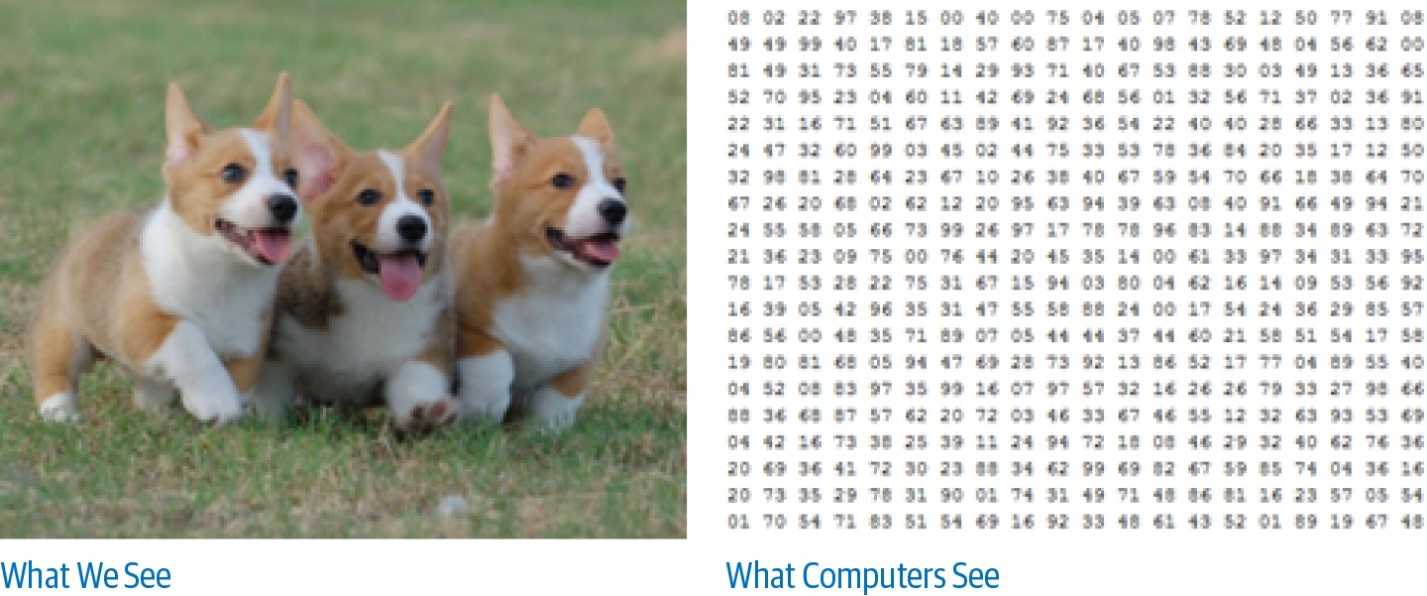 08 02 22 97 38 15 00 40 00 75 04 05 07 78 52 12 50 77 91 08
49 49 99 40 17 81 18 57 60 87 17 40 98 43 69 48 04 56 62 00
81 49 31 73 55 79 14 29 93 71 40 67 53 88 30 03 49 13 36 65
52 70 95 23 04 60 11 42 69 24 68 56 01 32 56 71 37 02 36 91
22 31 16 71 51 67 63 89 41 92 36 54 22 40 40 28 66 33 13 80
24 47 32 60 99 03 45 02 44 75 33 53 78 36 84 20 35 17 12 50
32 98 81 28 64 23 67 10 26 38 40 67 59 54 70 66 18 38 64 70
67 26 20 68 02 62 12 20 95 63 94 39 63 08 40 91 66 49 94 21
24 55 58 05 66 73 99 26 97 17 78 78 96 83 14 88 34 89 63 72
21 36 23 09 75 00 76 44 20 45 35 14 00 61 33 97 34 31 33 95
78 17 53 28 22 75 31 67 15 94 03 80 04 62 16 14 09 53 56 92
16 39 05 42 96 35 31 47 55 58 88 24 00 17 54 24 36 29 85 57
86 56 00 48 35 71 89 07 05 44 44 37 44 60 21 58 51 54 17 58
19 80 81 68 05 94 47 69 28 73 92 13 86 52 17 77 04 89 55 40
04 52 08 83 97 35 99 16 07 97 57 32 16 26 26 79 33 27 98 66
88 36 68 87 57 62 20 72 03 46 33 67 46 55 12 32 63 93 53 69
04 42 16 73 38 25 39 11 24 94 72 18 08 46 29 32 40 62 76 36
20 69 36 41 72 30 23 88 34 62 99 69 82 67 59 85 74 04 36 16
20 73 35 29 78 31 90 01 74 31 49 71 48 86 81 16 23 57 05 54
01 70 54 71 83 51 54 69 16 92 33 48 61 43 52 01 89 19 67 48
What We See
What Computers See